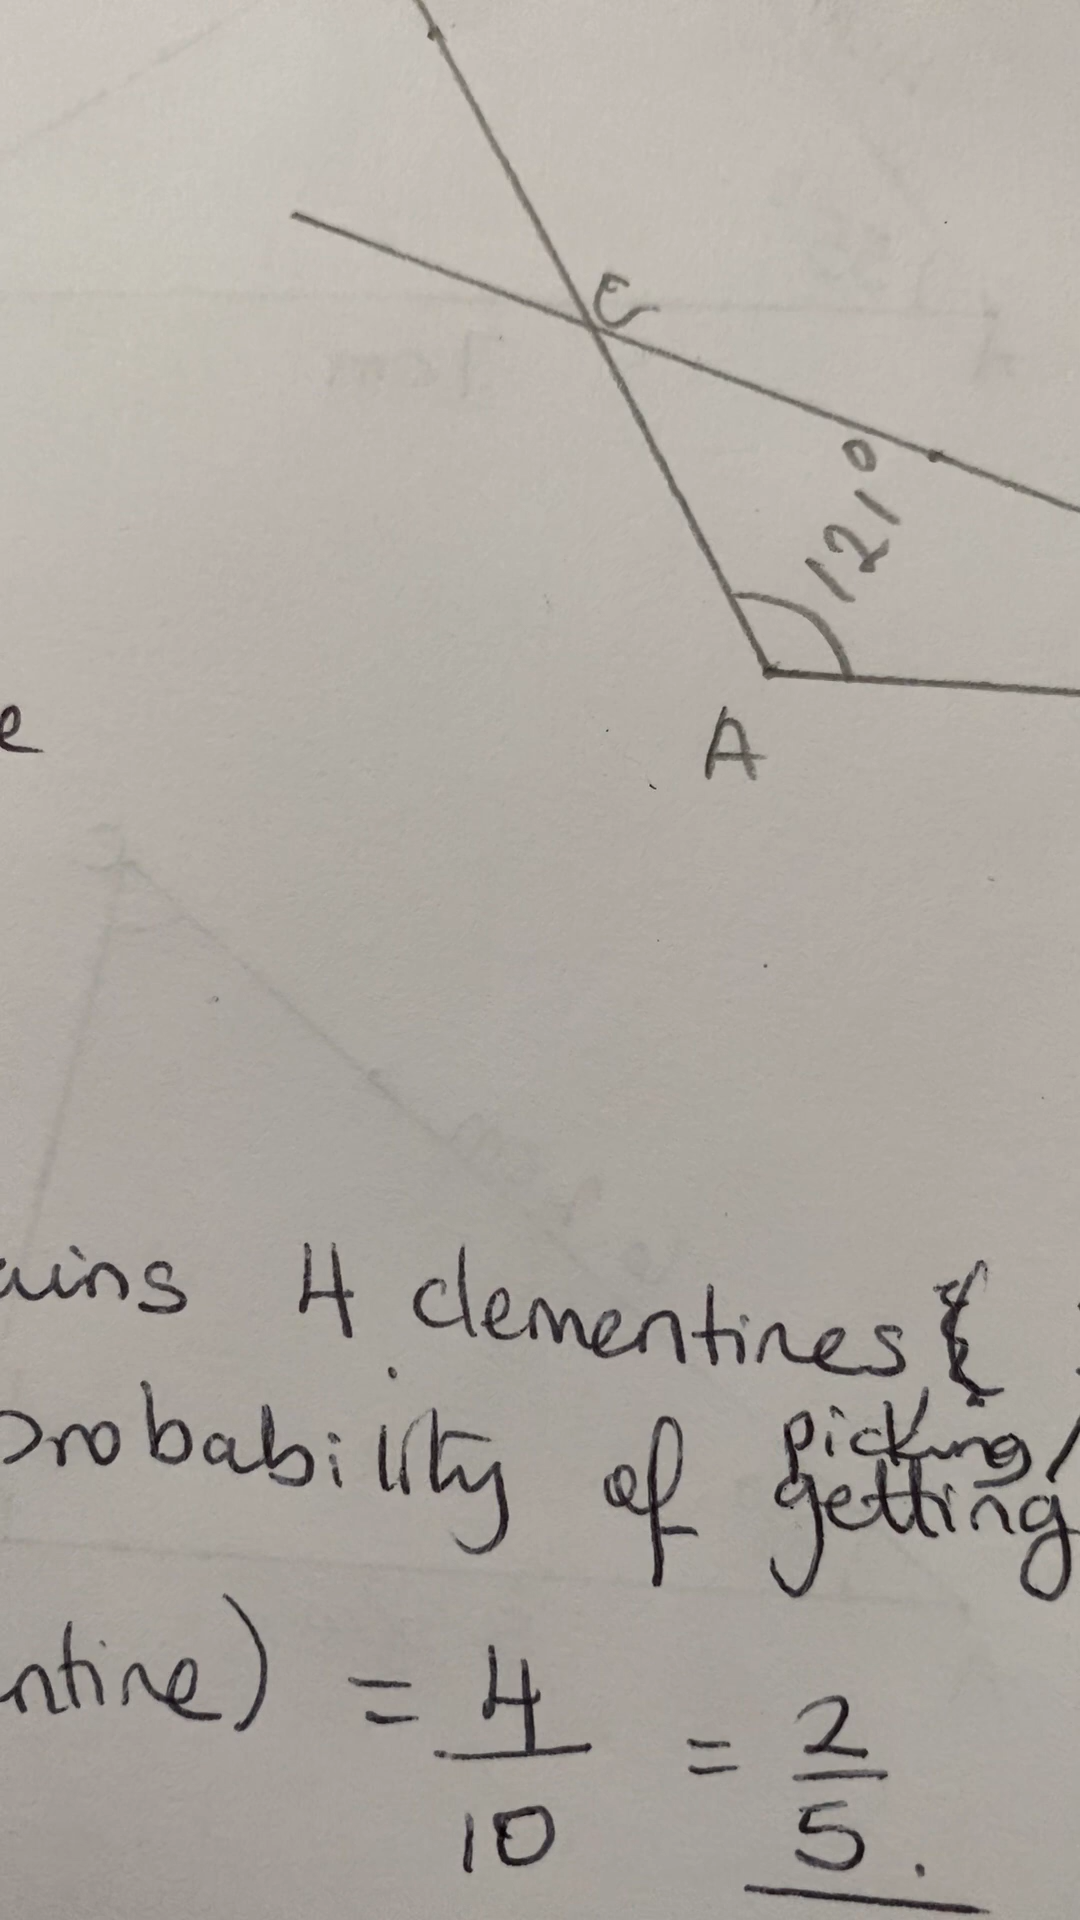 C
121°
A
e
ains 4 clementines
probability of picking/
getting
ntine) = 4/10 = 2/5.